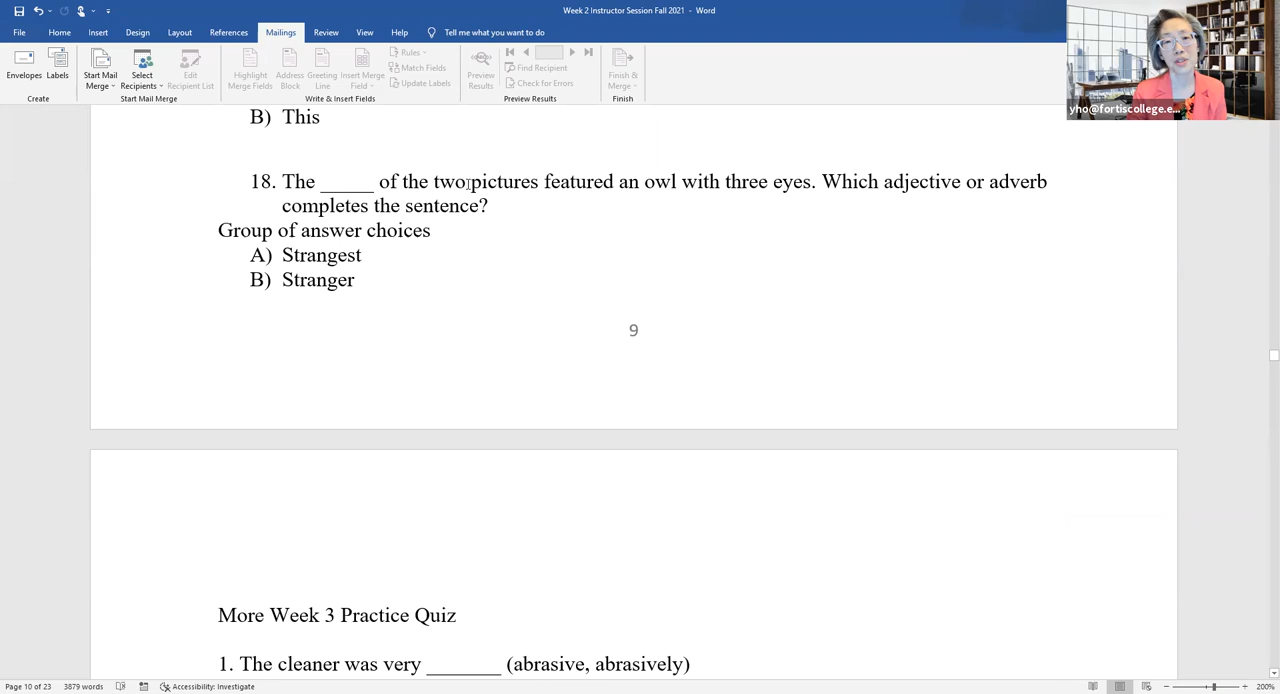 Week 2 Instructor Session Fall 2021 - Word
File Home Insert Design Layout References Mailings Review View Help Tell me what you want to do
Envelopes Labels Start Mail Merge Select Recipients Edit Recipient List Highlight Merge Fields Address Block Greeting Line Insert Merge Field Rules Match Fields Update Labels Preview Results Find Recipient Check for Errors Finish & Merge
Create Start Mail Merge Write & Insert Fields Preview Results Finish
yho@fortiscollege.e...
B) This
18. The _____ of the two pictures featured an owl with three eyes. Which adjective or adverb
completes the sentence?
Group of answer choices
A) Strangest
B) Stranger
9
More Week 3 Practice Quiz
1. The cleaner was very _______ (abrasive, abrasively)
Page 10 of 23 3879 words Accessibility: Investigate 200%